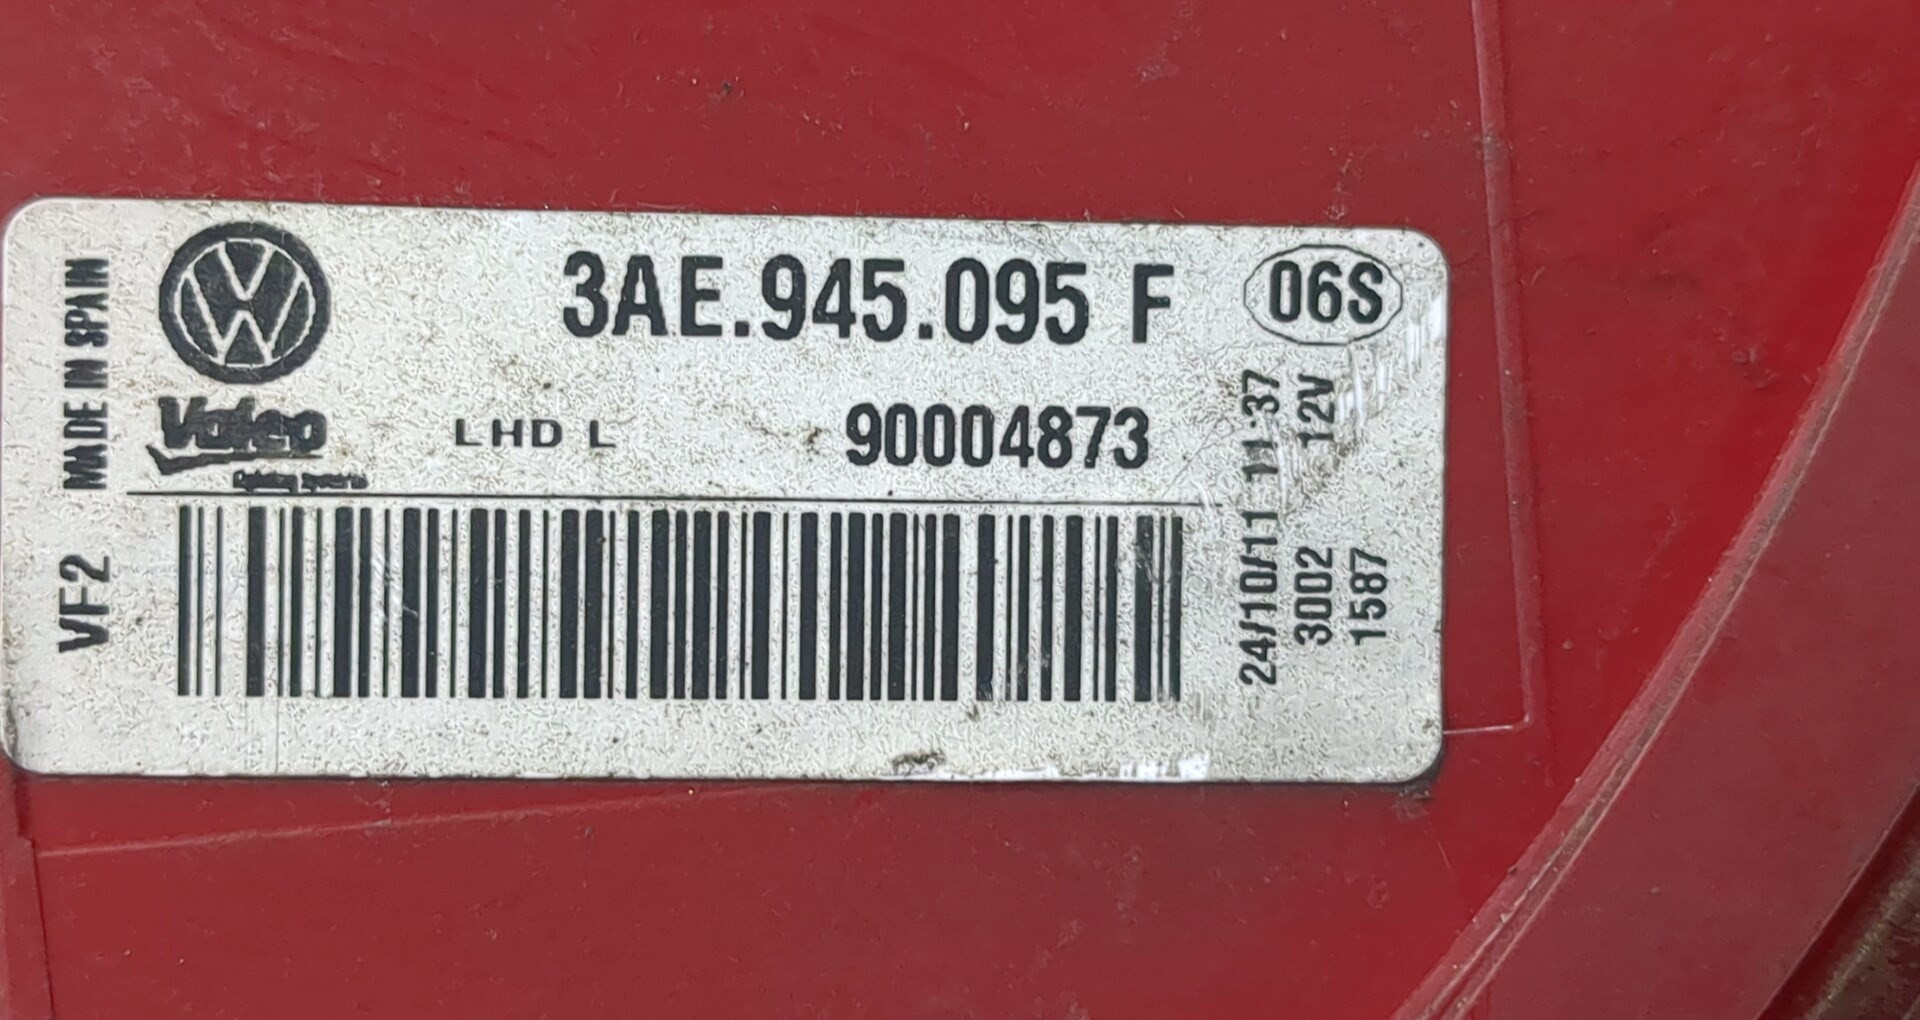 MADE IN SPAIN
3AE.945.095 F
06S
Valeo
LHD L
90004873
12V
24/10/11 11:37
VF2
3002
1587